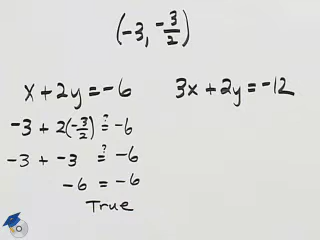 (-3, -3/2)
x + 2y = -6
3x + 2y = -12
-3 + 2(-3/2) ?= -6
-3 + -3 ?= -6
-6 = -6
True